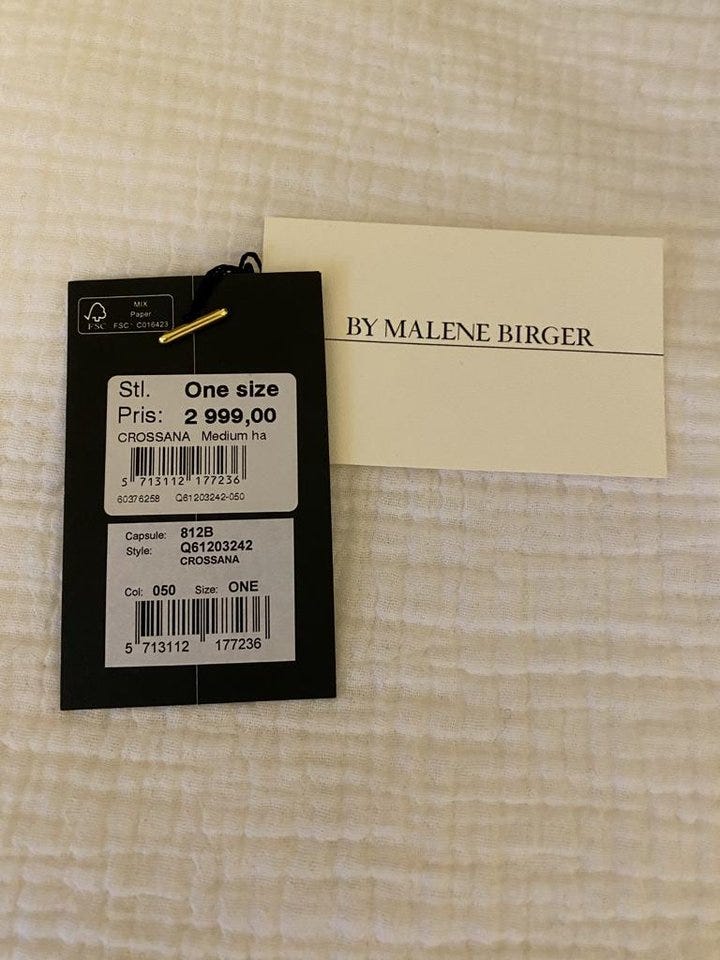 MIX
Paper
FSC FSC® C016423
Stl. One size
Pris: 2 999,00
CROSSANA Medium ha
5 713112 177236
60376258 Q61203242-050
Capsule: 812B
Style: Q61203242
CROSSANA
Col: 050 Size: ONE
5 713112 177236
BY MALENE BIRGER